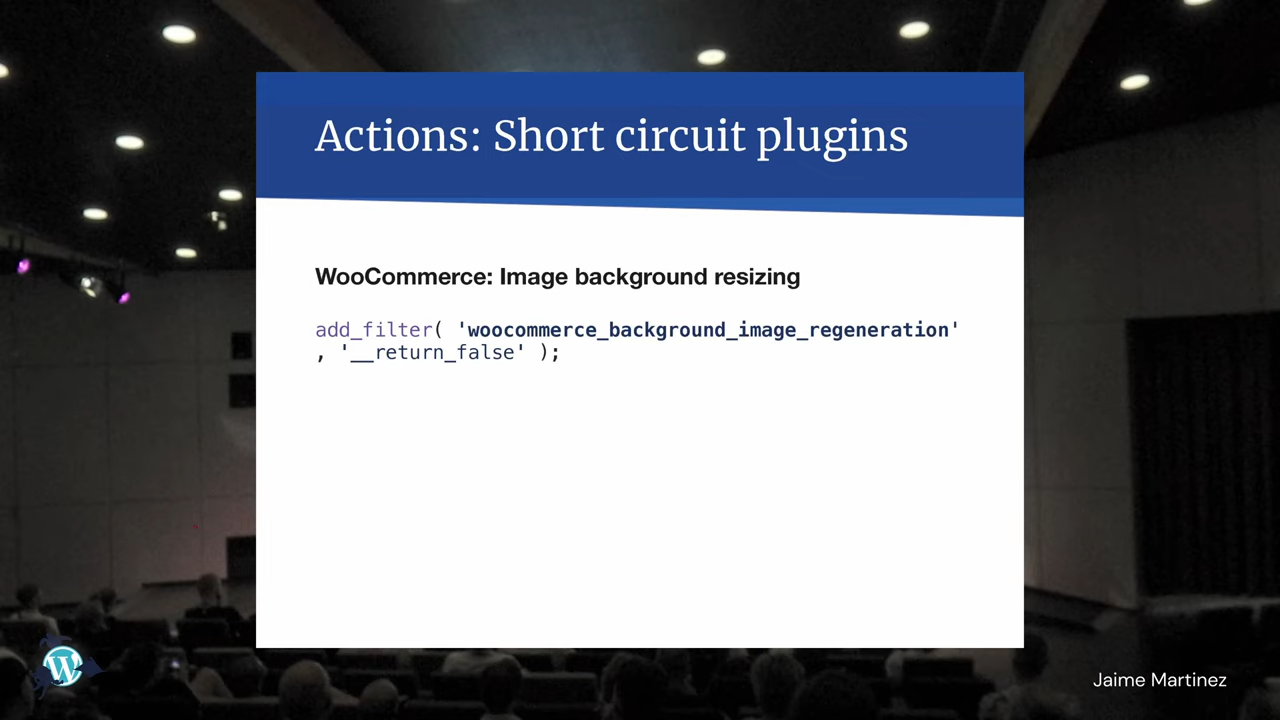 Actions: Short circuit plugins
WooCommerce: Image background resizing
add_filter( 'woocommerce_background_image_regeneration'
, '__return_false' );
W
Jaime Martinez